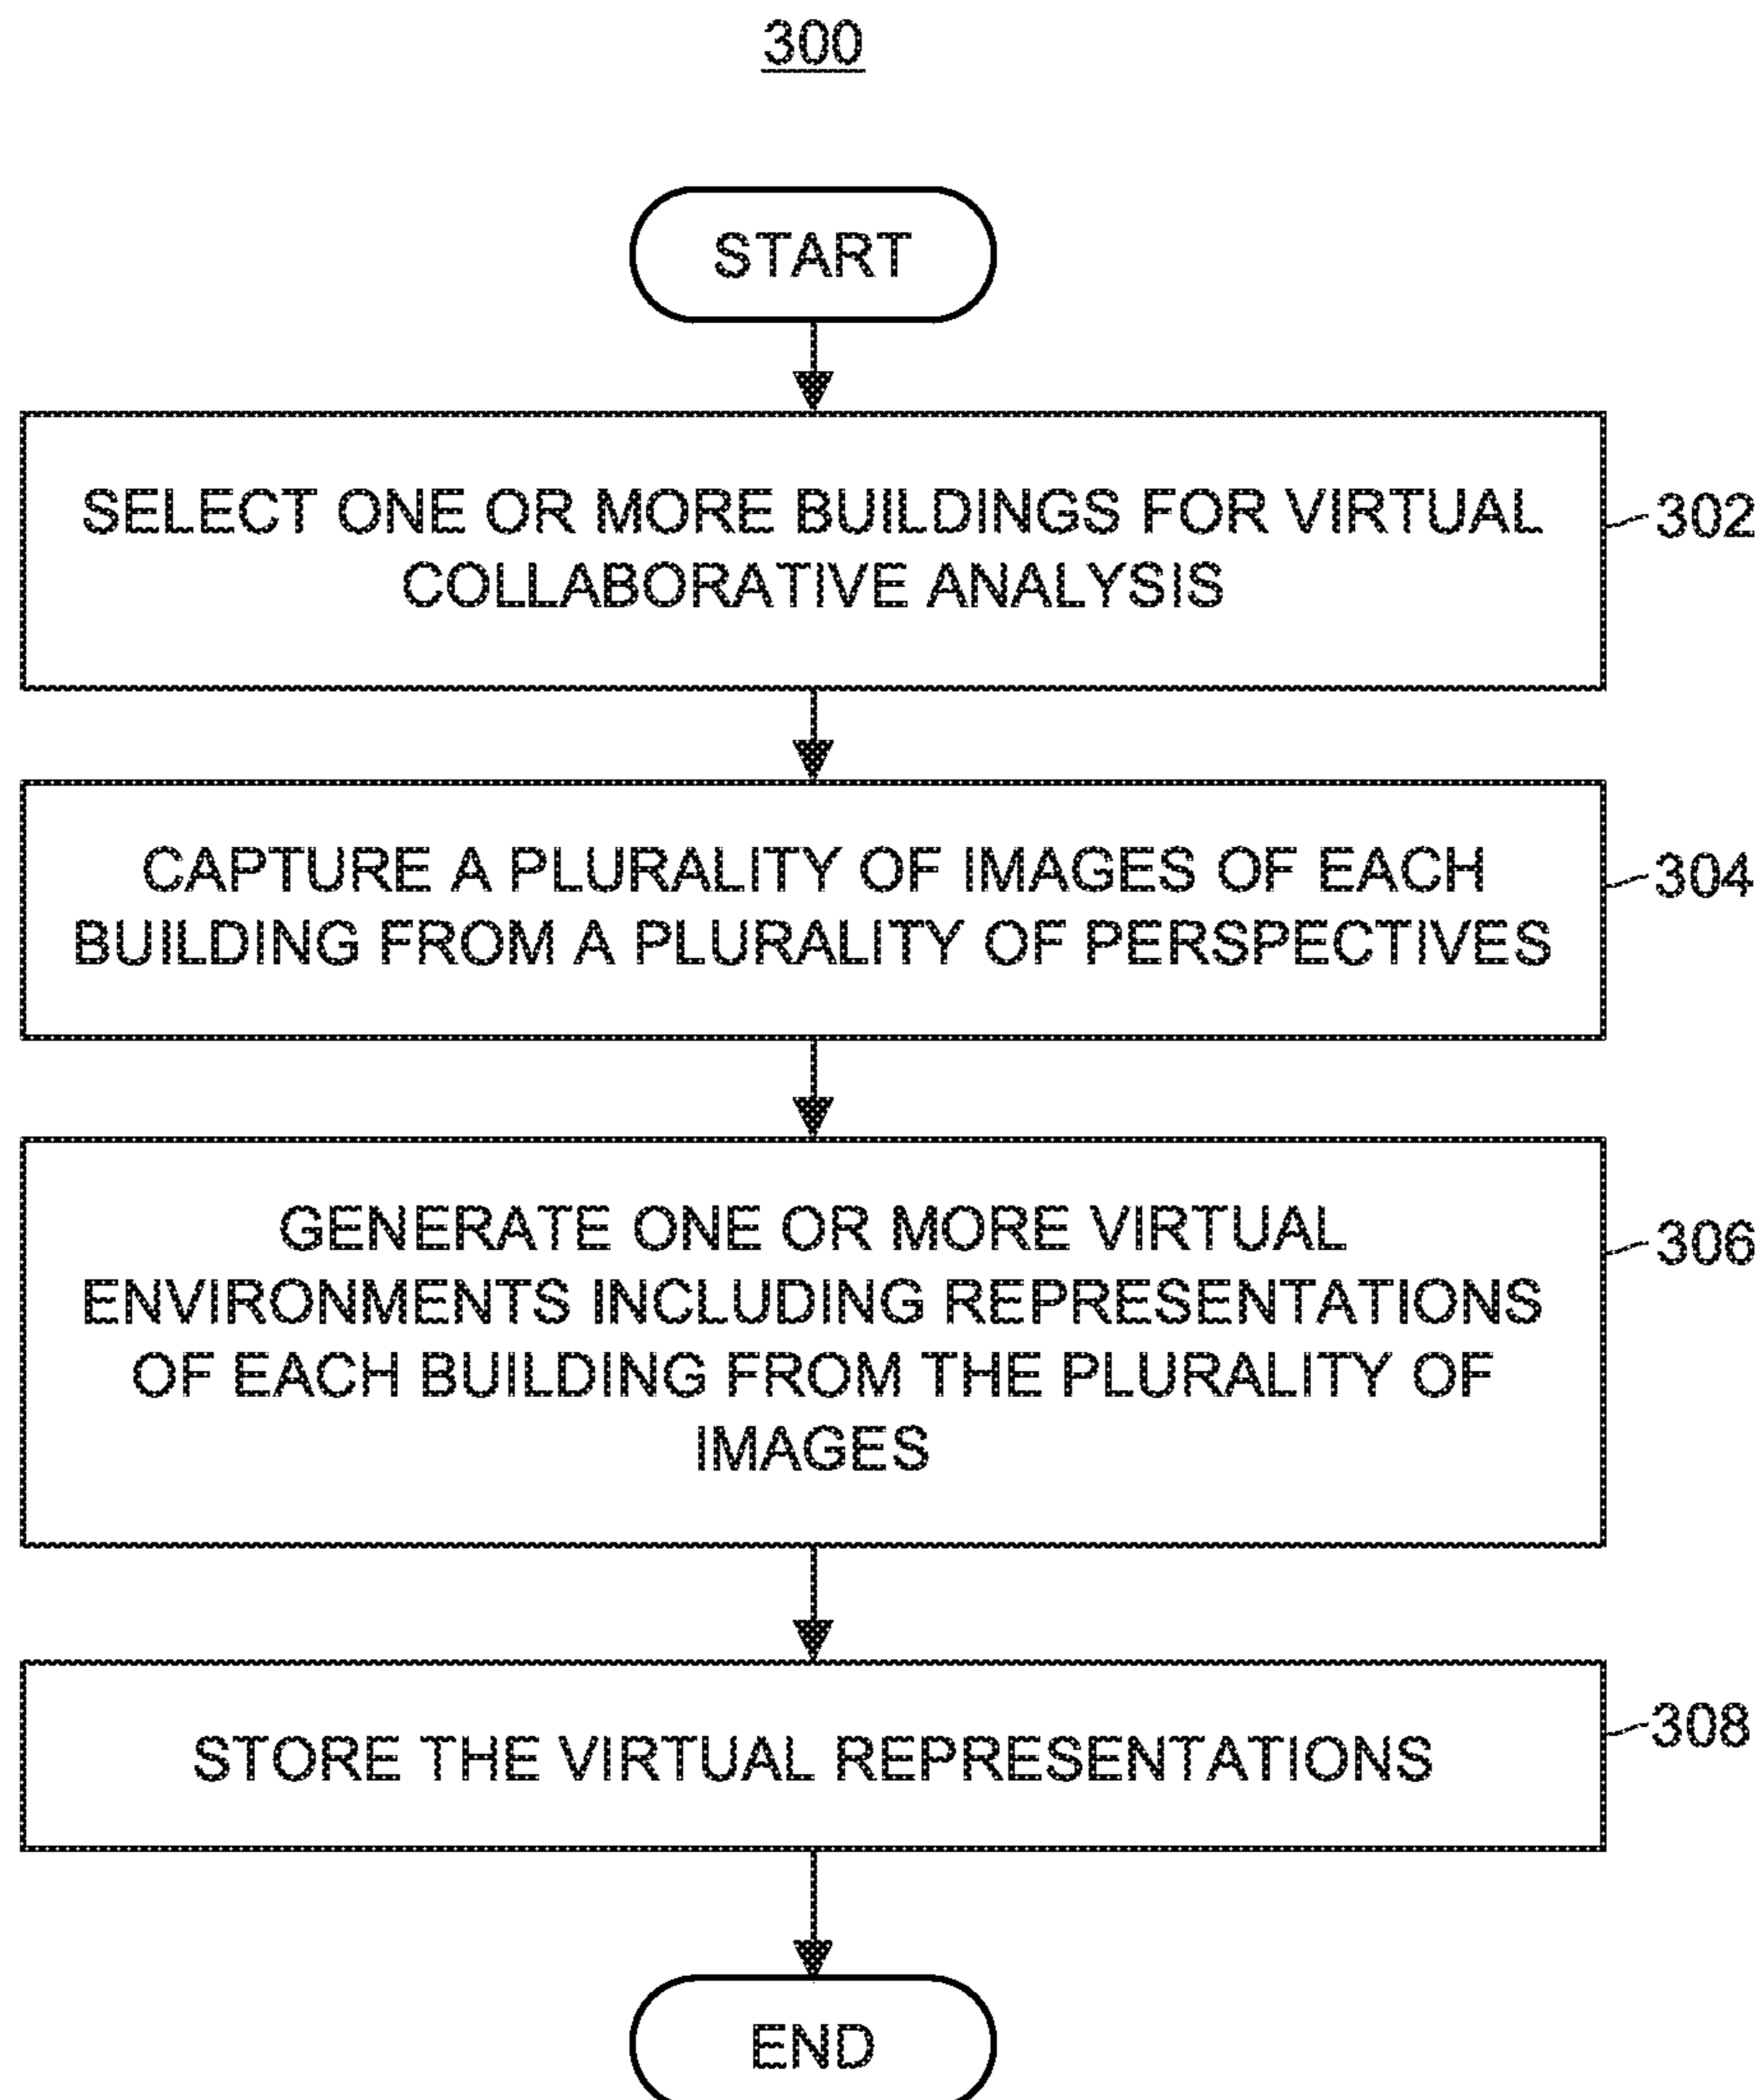 300
START
SELECT ONE OR MORE BUILDINGS FOR VIRTUAL
COLLABORATIVE ANALYSIS
302
CAPTURE A PLURALITY OF IMAGES OF EACH
BUILDING FROM A PLURALITY OF PERSPECTIVES
304
GENERATE ONE OR MORE VIRTUAL
ENVIRONMENTS INCLUDING REPRESENTATIONS
OF EACH BUILDING FROM THE PLURALITY OF
IMAGES
306
STORE THE VIRTUAL REPRESENTATIONS
308
END